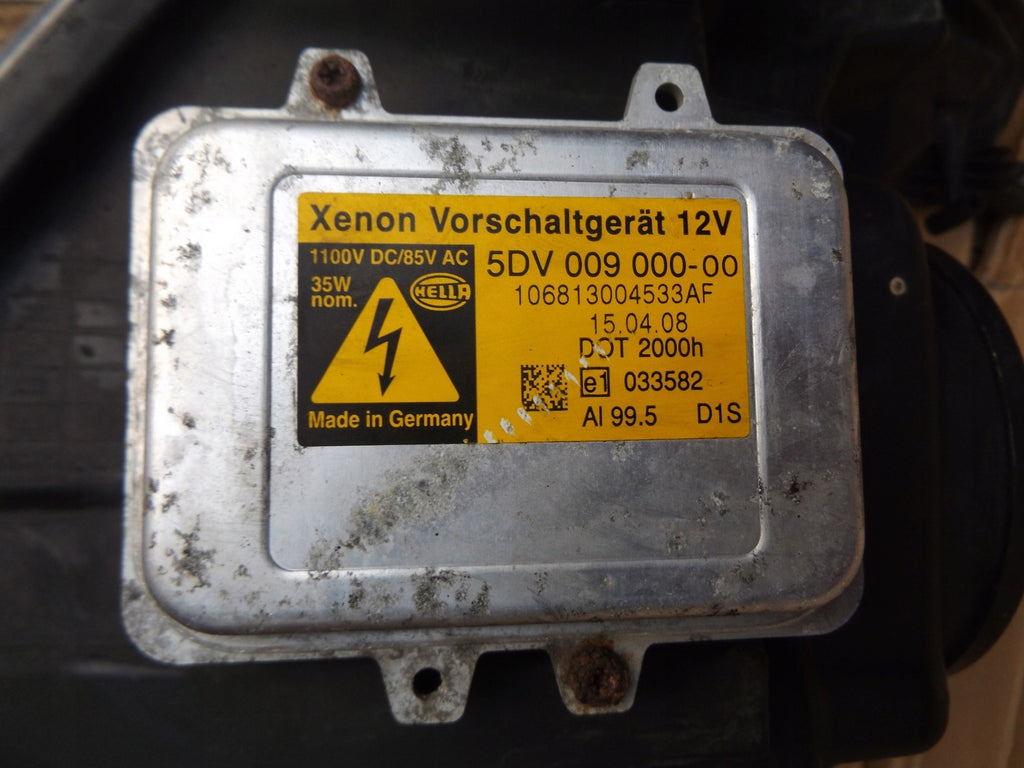 Xenon Vorschaltgerät 12V
1100V DC/85V AC
35W
nom.
HELLA
5DV 009 000-00
106813004533AF
15.04.08
DOT 2000h
e1 033582
Al 99.5 D1S
Made in Germany